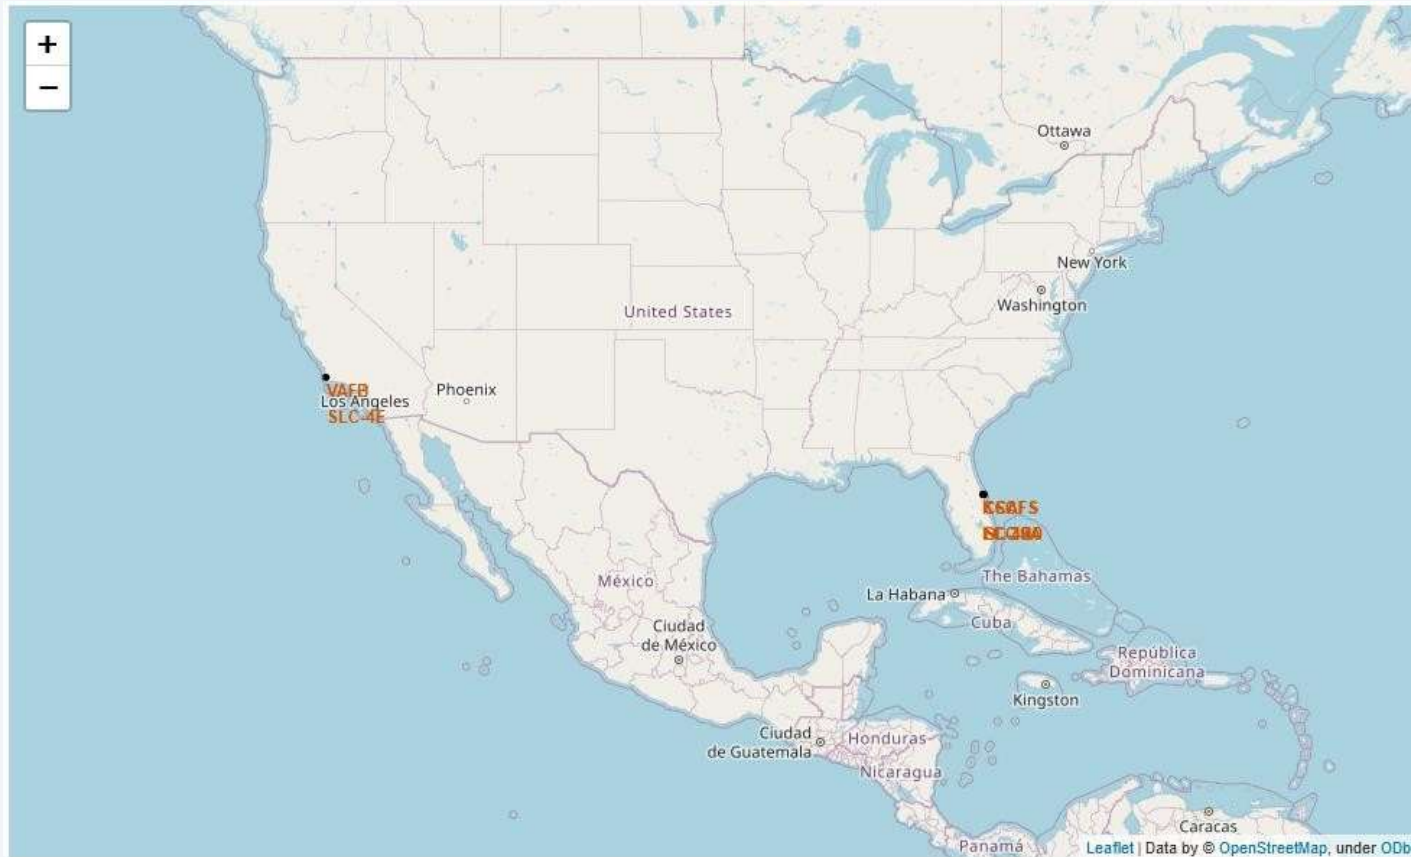 +
−
Ottawa
New York
Washington
United States
Phoenix
VAFB
Los Angeles
SLC-4E
The Bahamas
México
La Habana
Cuba
Ciudad
de México
República
Dominicana
Kingston
Ciudad
de Guatemala
Honduras
Nicaragua
Caracas
Panamá
Leaflet | Data by © OpenStreetMap, under ODb